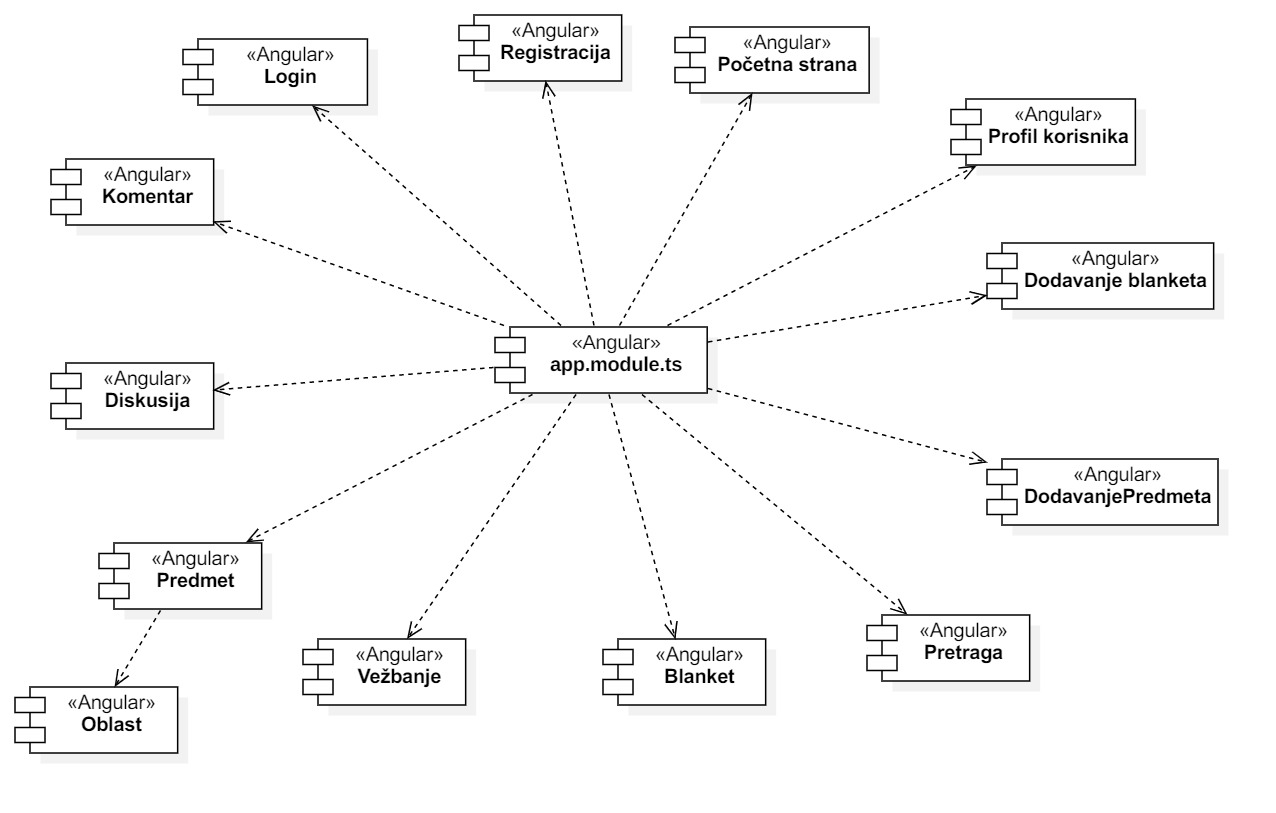 «Angular»
Registracija
«Angular»
Početna strana
«Angular»
Login
«Angular»
Profil korisnika
«Angular»
Komentar
«Angular»
Dodavanje blanketa
«Angular»
app.module.ts
«Angular»
Diskusija
«Angular»
DodavanjePredmeta
«Angular»
Predmet
«Angular»
Pretraga
«Angular»
Vežbanje
«Angular»
Blanket
«Angular»
Oblast